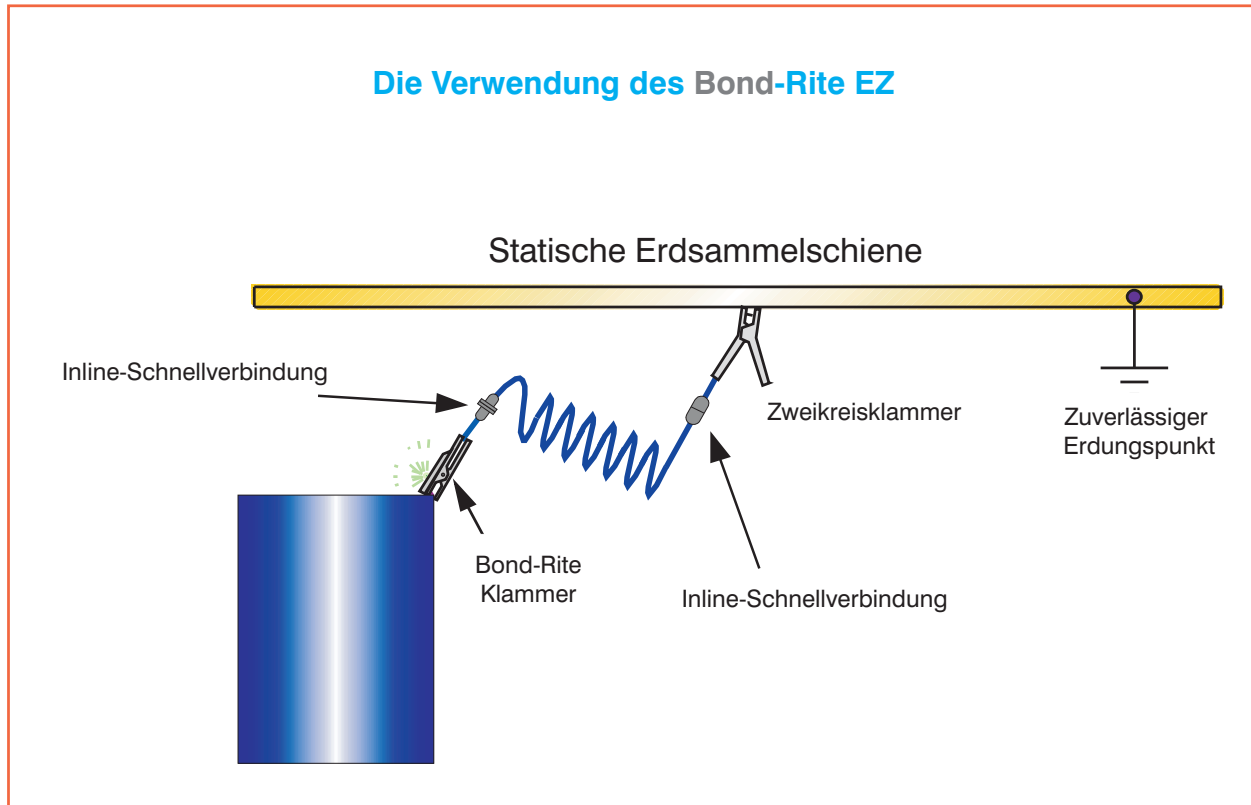 Die Verwendung des Bond-Rite EZ
Statische Erdsammelschiene
Inline-Schnellverbindung
Zweikreisklammer
Zuverlässiger
Erdungspunkt
Bond-Rite
Klammer
Inline-Schnellverbindung